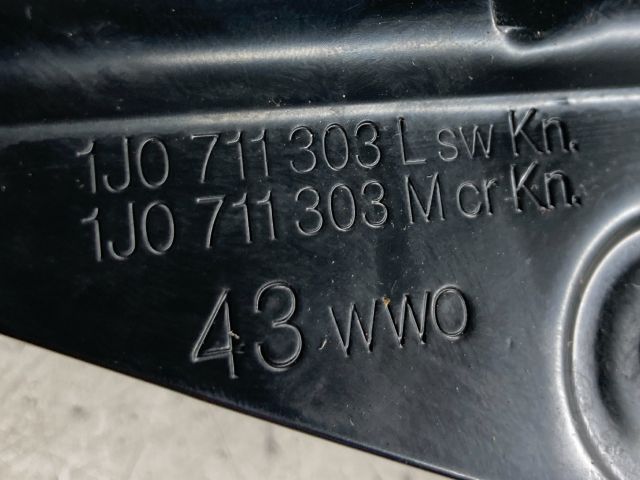 1J0 711 303 L sw Kn.
1J0 711 303 M cr Kn.
43 WWO